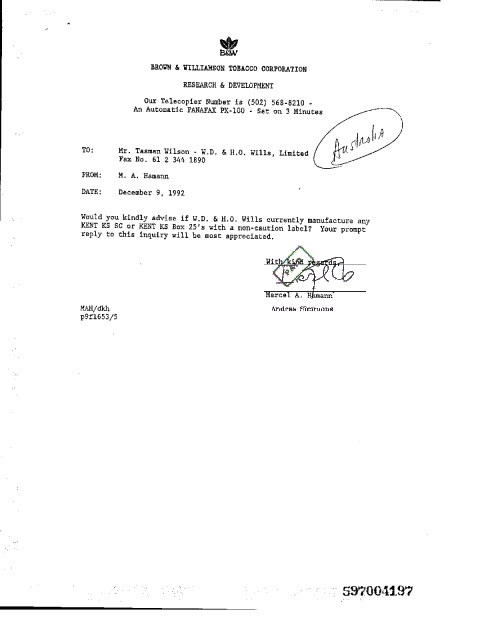 B&W
BROWN & WILLIAMSON TOBACCO CORPORATION
RESEARCH & DEVELOPMENT
Our Telecopier Number is (502) 568-8210 -
An Automatic PANAFAX PX-100 - Set on 3 Minutes
Australia
TO: Mr. Tasman Wilson - W.D. & H.O. Wills, Limited
Fax No. 61 2 344 1890
FROM: M. A. Hamann
DATE: December 9, 1992
Would you kindly advise if W.D. & H.O. Wills currently manufacture any
KENT KS SC or KENT KS Box 25's with a non-caution label? Your prompt
reply to this inquiry will be most appreciated.
With kind regards,
Marcel A. Hamann
Andrea Simmons
MAH/dkh
p9f1653/5
597004197